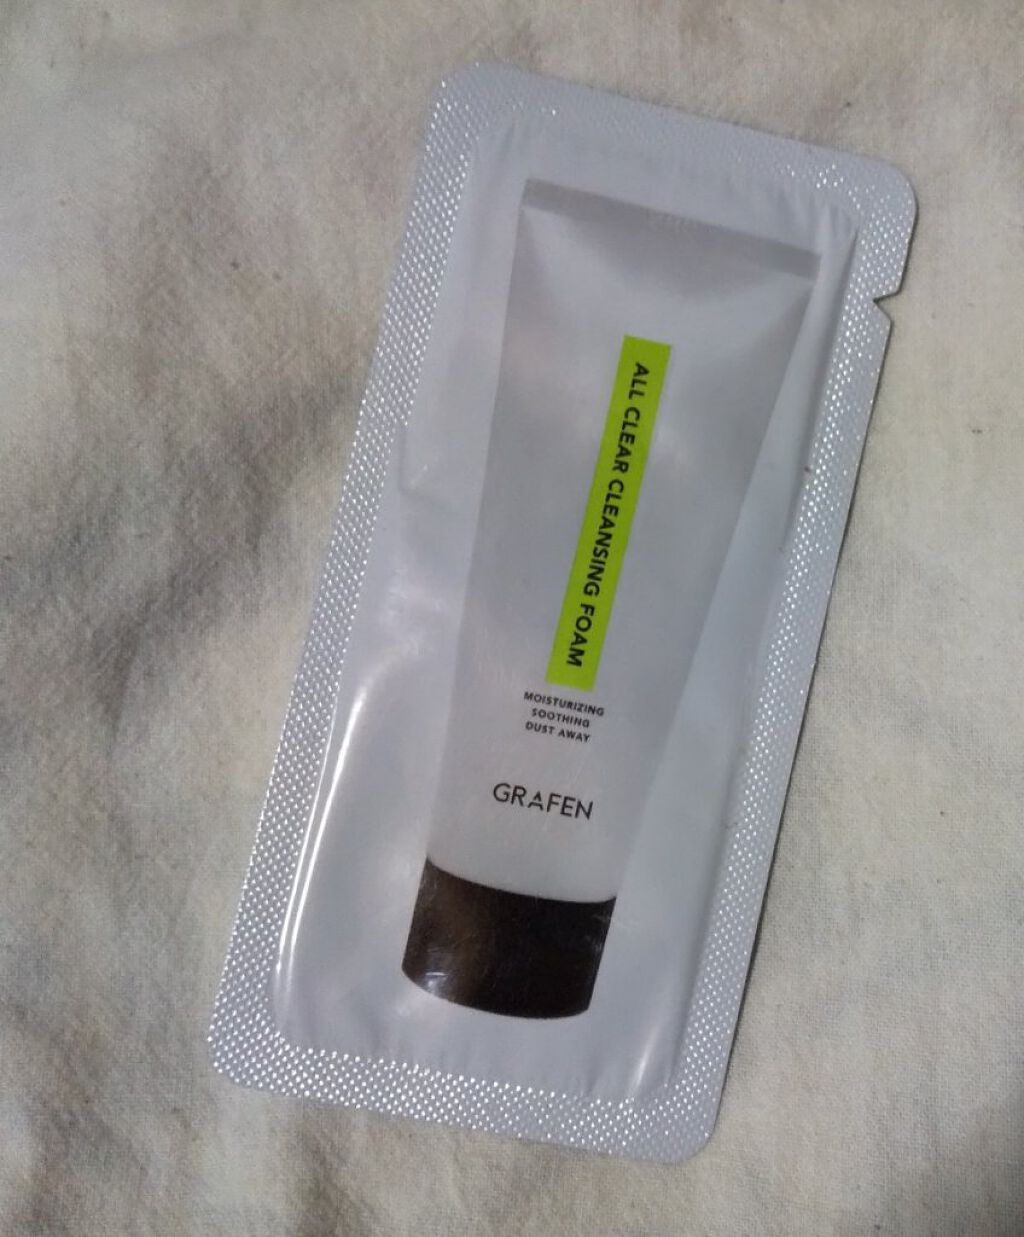 ALL CLEAR CLEANSING FOAM
MOISTURIZING
SOOTHING
DUST AWAY
GRAFEN